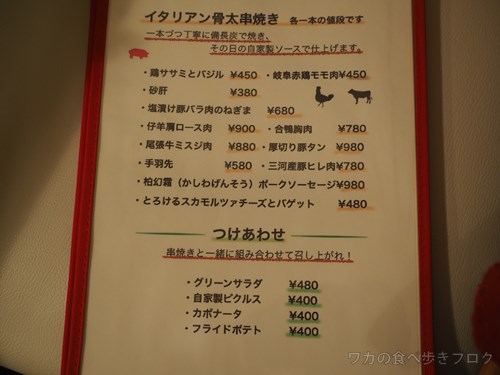 イタリアン骨太串焼き 各一本の値段です
一本づつ丁寧に備長炭で焼き、
その日の自家製ソースで仕上げます。
・鶏ササミとバジル ¥450 ・岐阜赤鶏モモ肉¥450
・砂肝 ¥380
・塩漬け豚バラ肉のねぎま ¥680
・仔羊肩ロース肉 ¥900 ・合鴨胸肉 ¥780
・尾張牛ミスジ肉 ¥880 ・厚切り豚タン ¥980
・手羽先 ¥580 ・三河産豚ヒレ肉¥780
・柏幻霜（かしわげんそう）ポークソーセージ¥980
・とろけるスカモルツァチーズとバゲット ¥480
つけあわせ
串焼きと一緒に組み合わせて召し上がれ！
・グリーンサラダ ¥480
・自家製ピクルス ¥400
・カポナータ ¥400
・フライドポテト ¥400
ワカの食べ歩きブログ